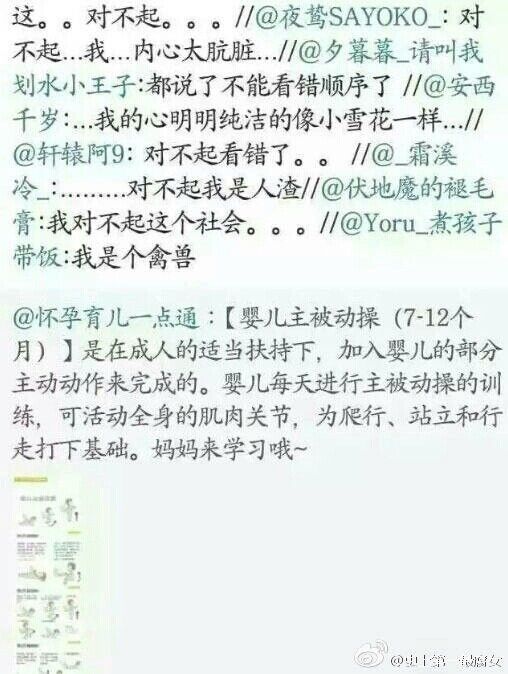 这。。对不起。。。//@夜鸷SAYOKO_: 对
不起...我...内心太肮脏...//@夕暮暮_请叫我
划水小王子:都说了不能看错顺序了 //@安西
千岁:...我的心明明纯洁的像小雪花一样...//
@轩辕阿9: 对不起看错了。。 //@_霜溪
冷_:.........对不起我是人渣//@伏地魔的褪毛
膏:我对不起这个社会。。。//@Yoru_煮孩子
带饭:我是个禽兽
@怀孕育儿一点通:【婴儿主被动操（7-12个
月）】是在成人的适当扶持下，加入婴儿的部分
主动动作来完成的。婴儿每天进行主被动操的训
练，可活动全身的肌肉关节，为爬行、站立和行
走打下基础。妈妈来学习哦~